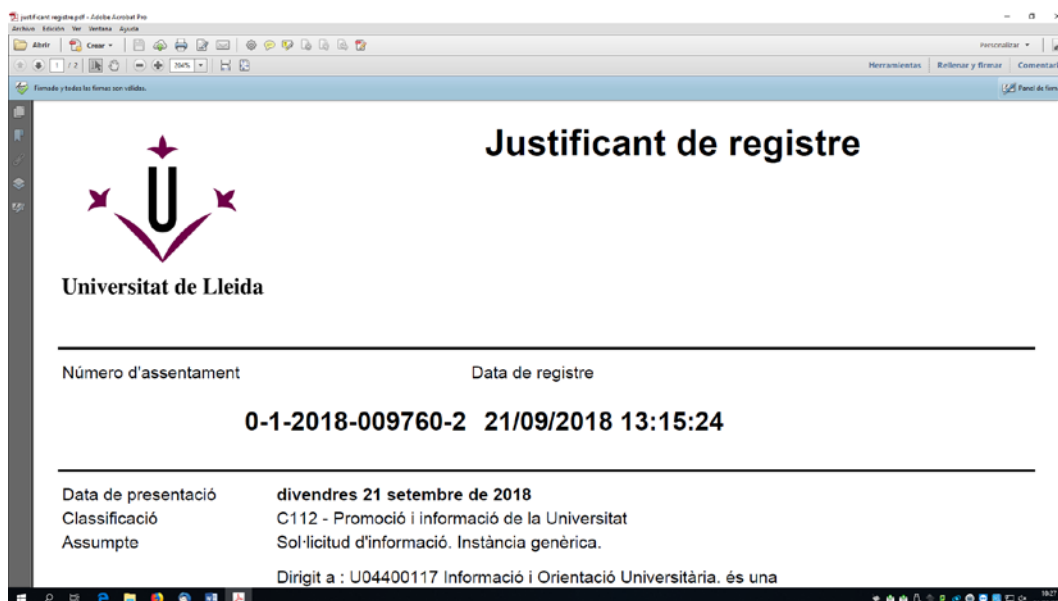 justificant registre.pdf - Adobe Acrobat Pro
Archivo Edición Ver Ventana Ayuda
Abrir Crear
Personalizar
1 / 2 204%
Herramientas Rellenar y firmar Comentar
Firmado y todas las firmas son válidas.
Panel de firm
Justificant de registre
U
Universitat de Lleida
Número d'assentament Data de registre
0-1-2018-009760-2 21/09/2018 13:15:24
Data de presentació divendres 21 setembre de 2018
Classificació C112 - Promoció i informació de la Universitat
Assumpte Sol·licitud d'informació. Instància genèrica.
Dirigit a : U04400117 Informació i Orientació Universitària. és una
10:27